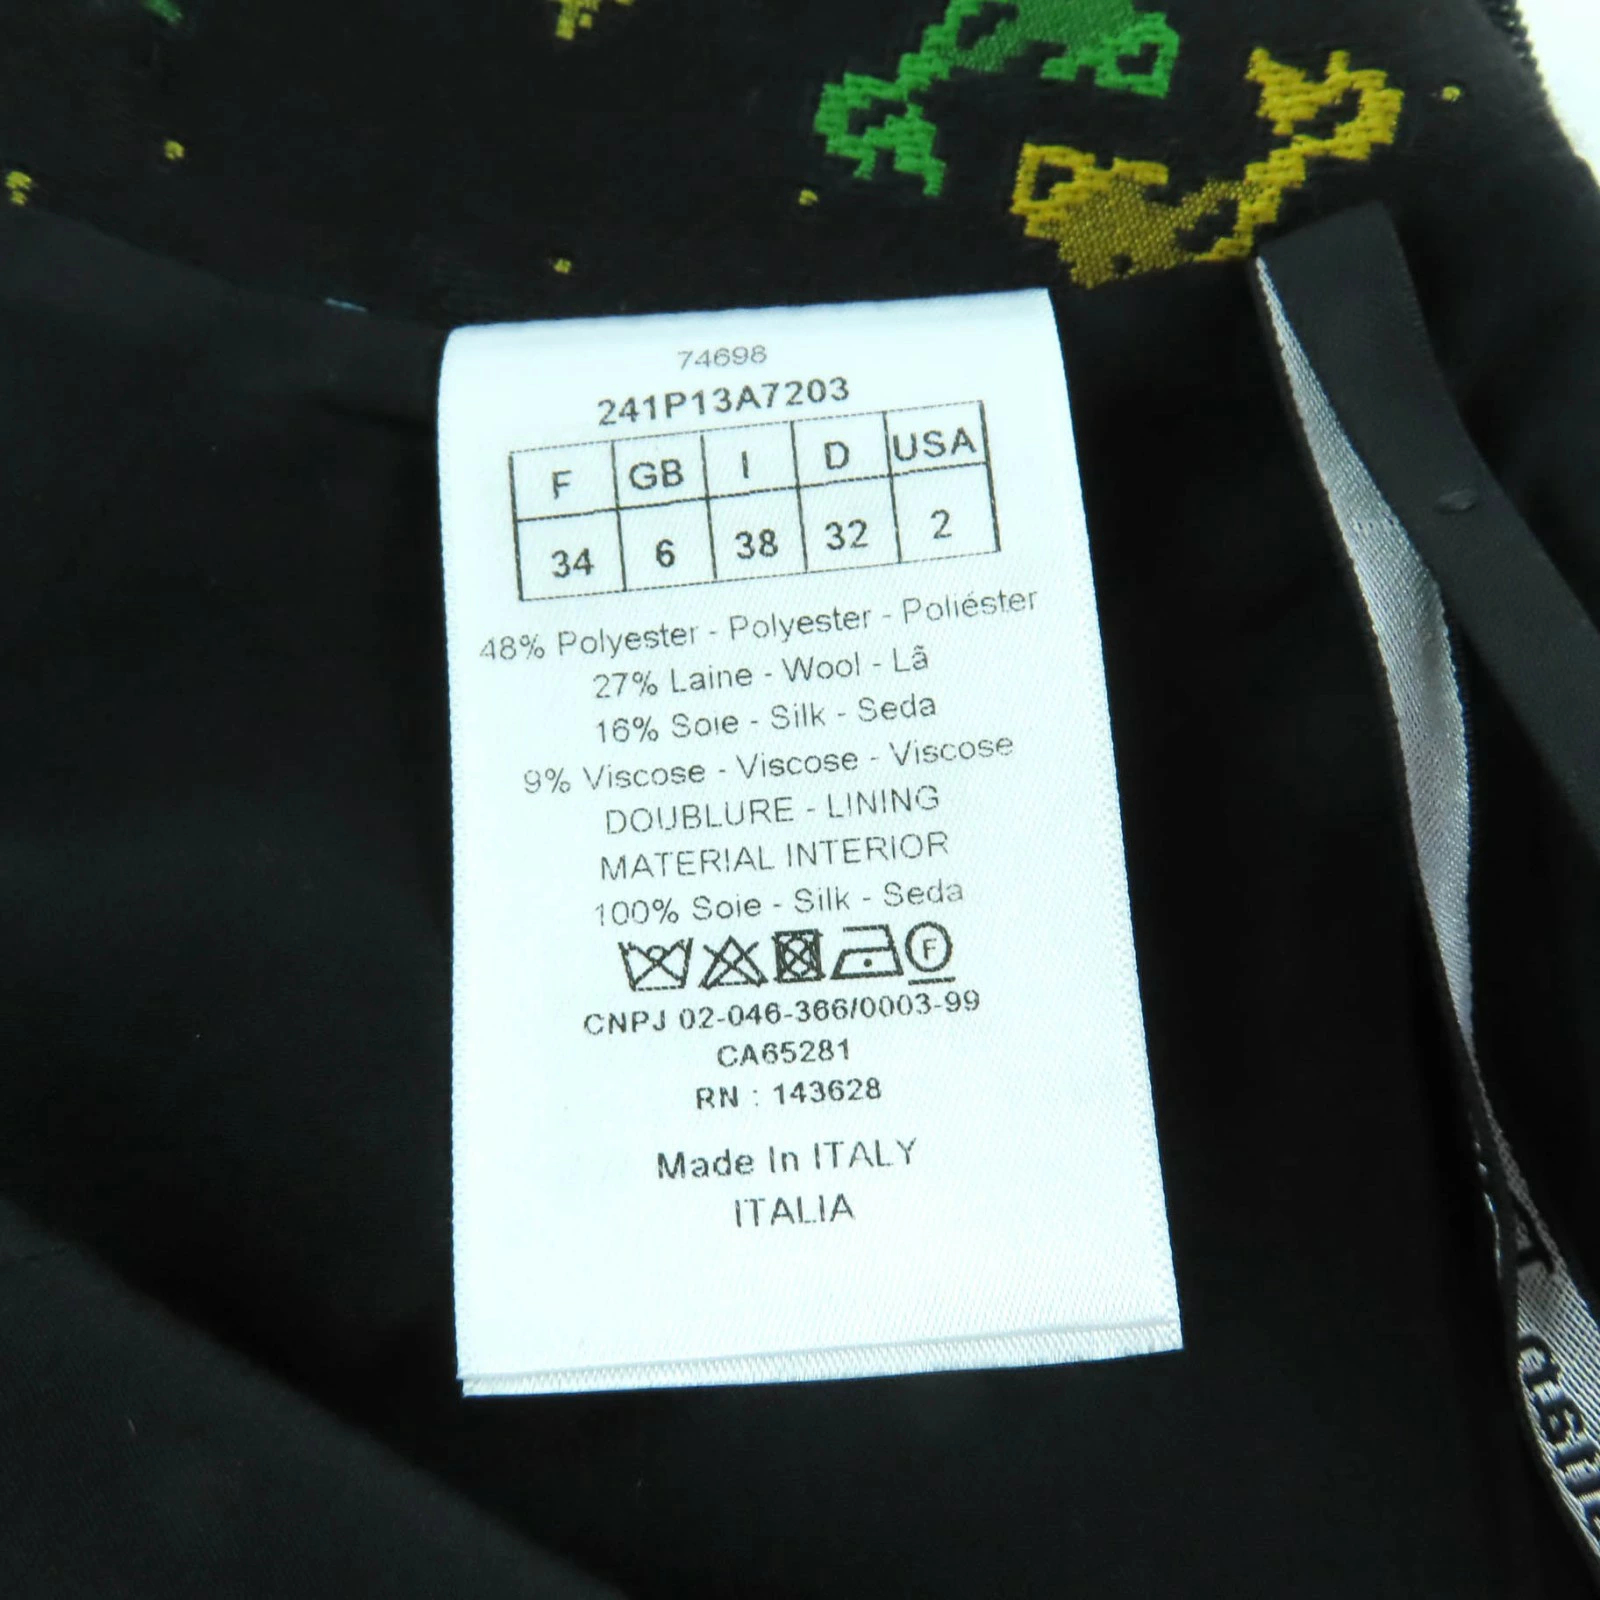 74698
241P13A7203
F GB I D USA
34 6 38 32 2
48% Polyester - Polyester - Poliéster
27% Laine - Wool - Lã
16% Soie - Silk - Seda
9% Viscose - Viscose - Viscose
DOUBLURE - LINING
MATERIAL INTERIOR
100% Soie - Silk - Seda
F
CNPJ 02-046-366/0003-99
CA65281
RN : 143628
Made In ITALY
ITALIA